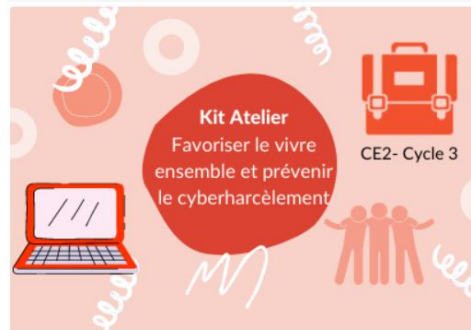 Kit Atelier
Favoriser le vivre
ensemble et prévenir
le cyberharcèlement
CE2- Cycle 3